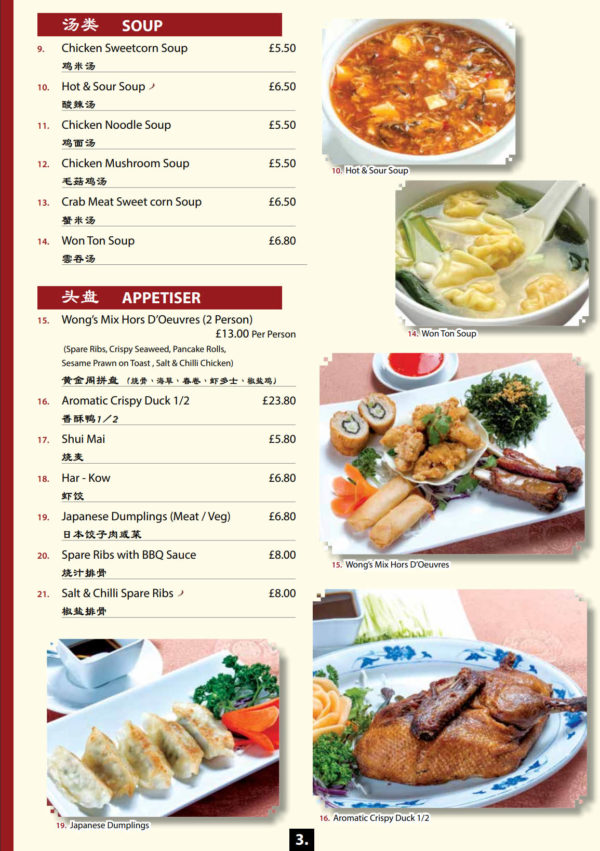 汤类 SOUP
9. Chicken Sweetcorn Soup £5.50
鸡米汤
10. Hot & Sour Soup £6.50
酸辣汤
11. Chicken Noodle Soup £5.50
鸡面汤
12. Chicken Mushroom Soup £5.50
毛菇鸡汤
13. Crab Meat Sweet corn Soup £6.50
蟹米汤
14. Won Ton Soup £6.80
雲吞汤
头盘 APPETISER
15. Wong's Mix Hors D'Oeuvres (2 Person)
£13.00 Per Person
(Spare Ribs, Crispy Seaweed, Pancake Rolls,
Sesame Prawn on Toast , Salt & Chilli Chicken)
黄金阁拼盘 (烧骨、海草、春卷、虾多士、椒盐鸡)
16. Aromatic Crispy Duck 1/2 £23.80
香酥鸭1/2
17. Shui Mai £5.80
烧麦
18. Har - Kow £6.80
虾饺
19. Japanese Dumplings (Meat / Veg) £6.80
日本饺子肉或菜
20. Spare Ribs with BBQ Sauce £8.00
烧汁排骨
21. Salt & Chilli Spare Ribs £8.00
椒盐排骨
10. Hot & Sour Soup
14. Won Ton Soup
15. Wong's Mix Hors D'Oeuvres
19. Japanese Dumplings
16. Aromatic Crispy Duck 1/2
3.